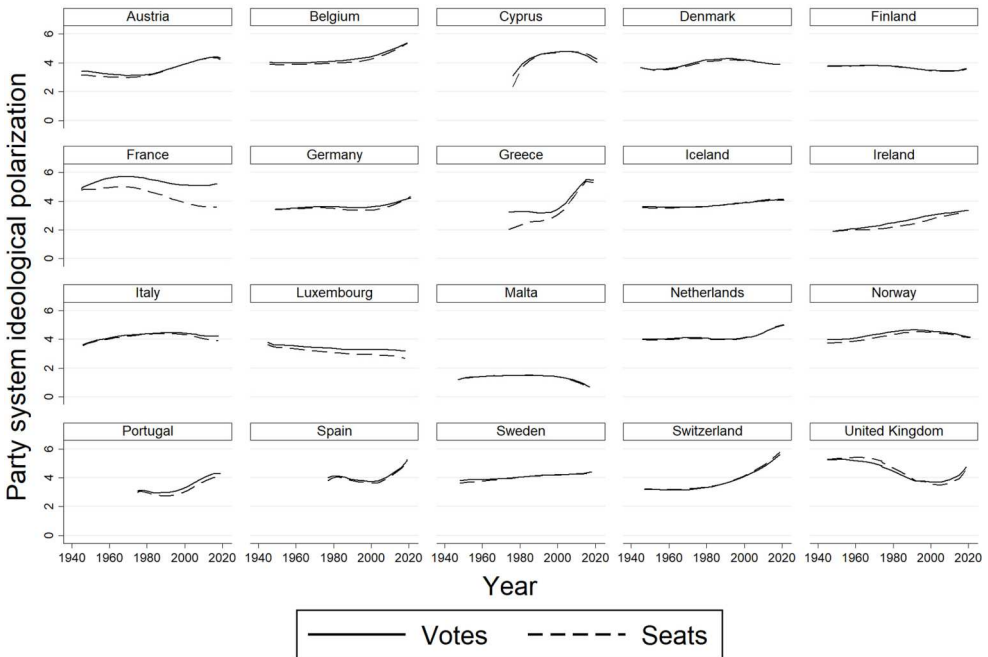 Party system ideological polarization
Austria Belgium Cyprus Denmark Finland
6
4
2
0
France Germany Greece Iceland Ireland
6
4
2
0
Italy Luxembourg Malta Netherlands Norway
6
4
2
0
Portugal Spain Sweden Switzerland United Kingdom
6
4
2
0
1940 1960 1980 2000 2020 1940 1960 1980 2000 2020 1940 1960 1980 2000 2020 1940 1960 1980 2000 2020 1940 1960 1980 2000 2020
Year
Votes Seats